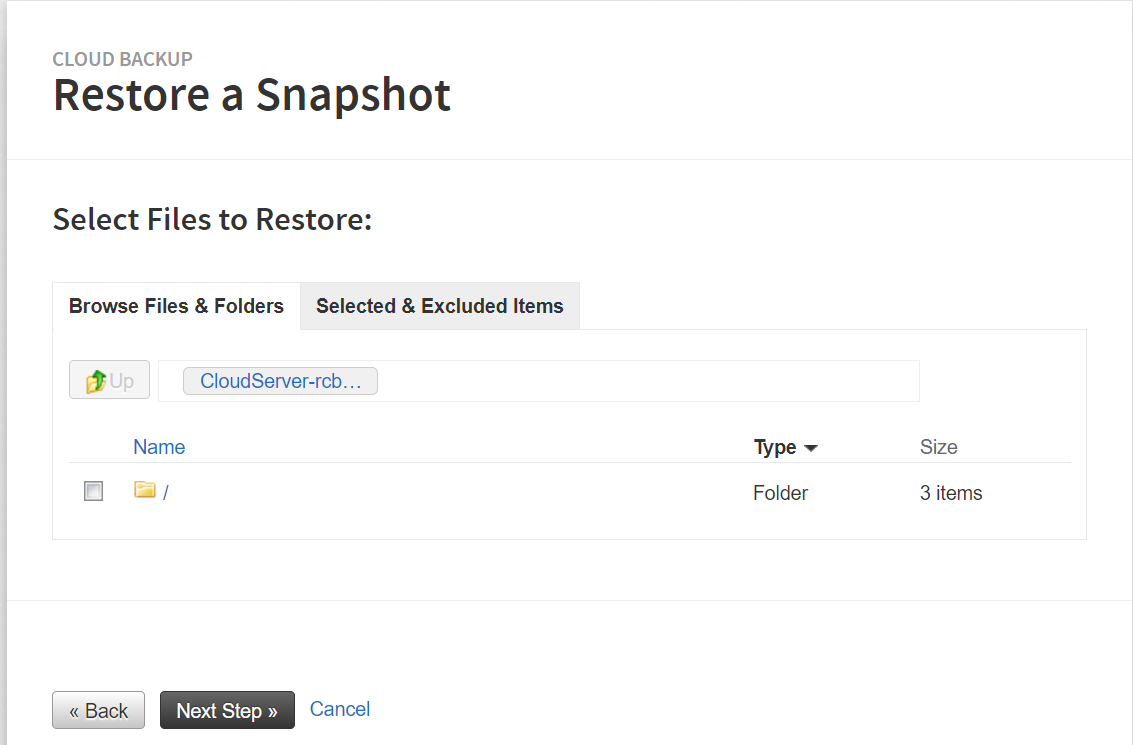 CLOUD BACKUP
Restore a Snapshot
Select Files to Restore:
Browse Files & Folders Selected & Excluded Items
Up CloudServer-rcb...
Name Type Size
/ Folder 3 items
« Back Next Step » Cancel